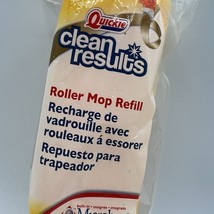 Quickie
clean
results
Roller Mop Refill
Recharge de
vadrouille avec
rouleaux á essorer
Repuesto para
trapeador